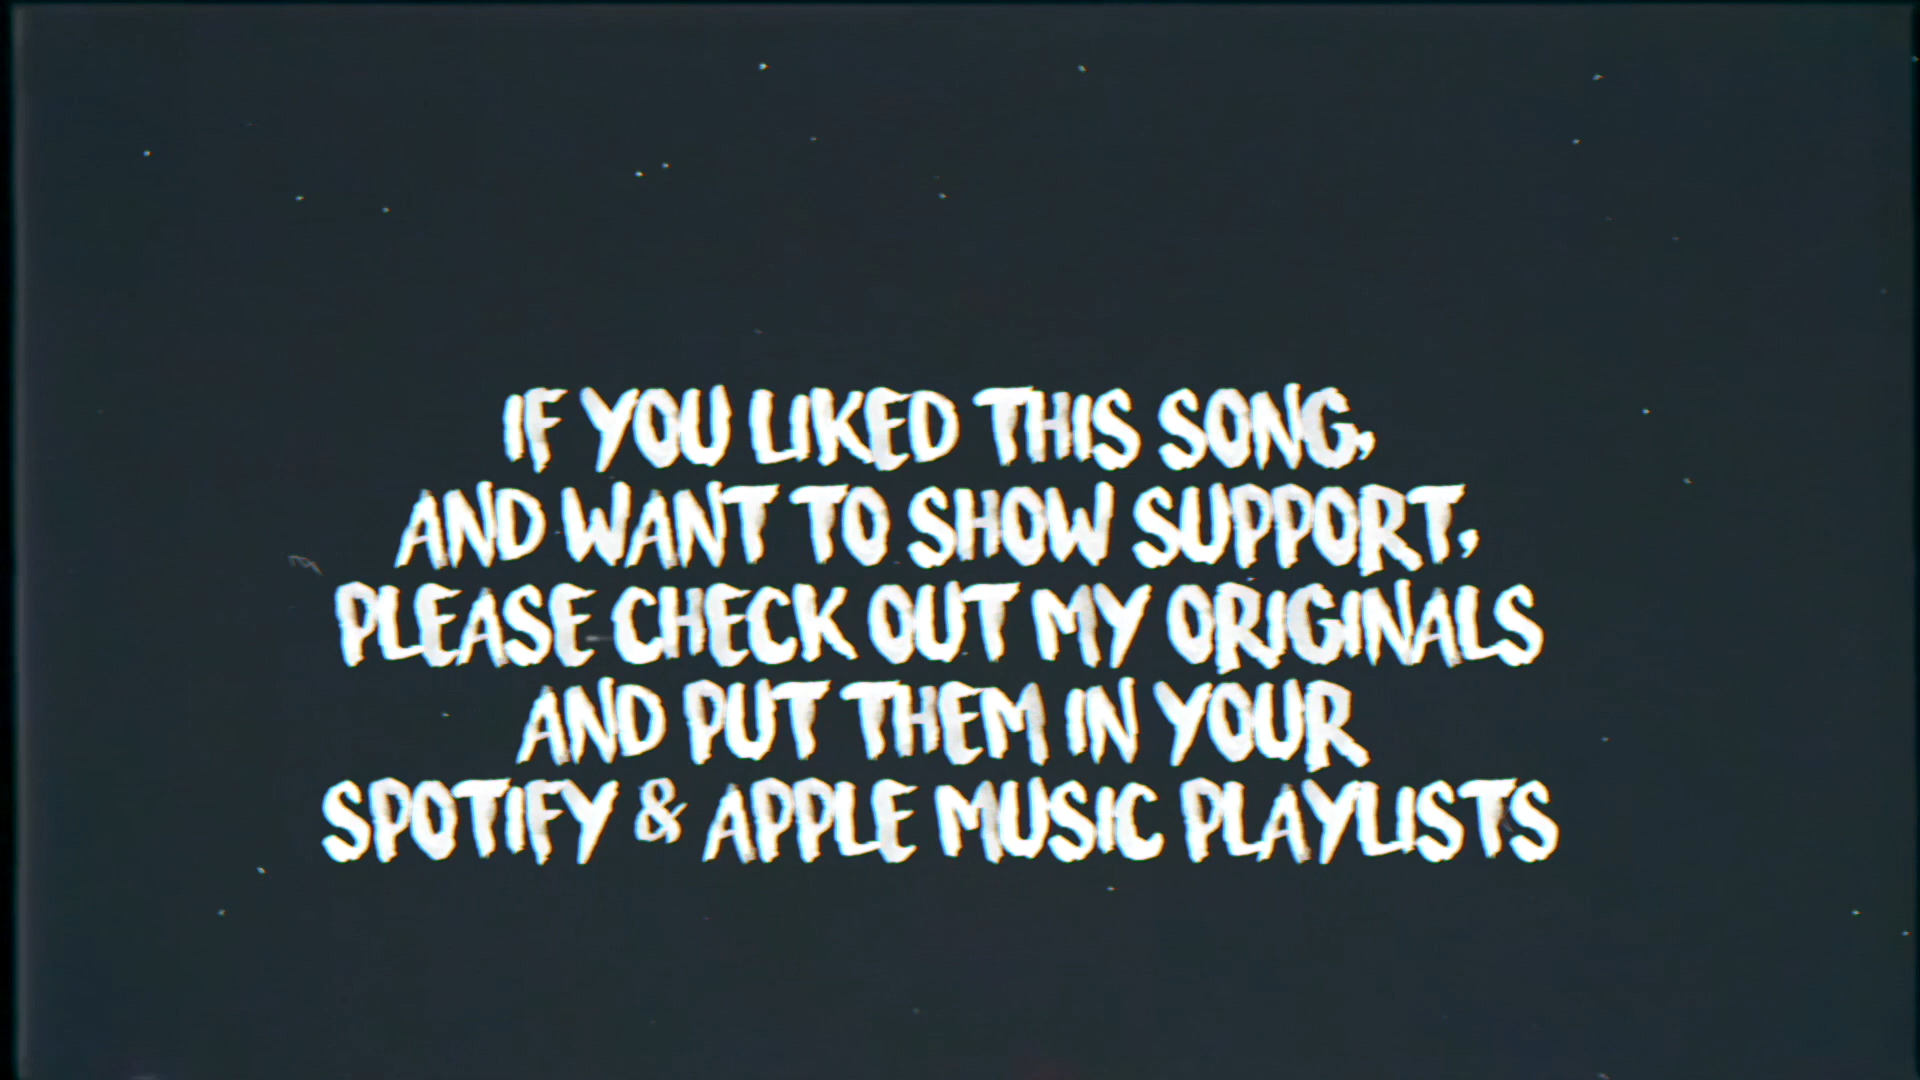 IF YOU LIKED THIS SONG,
AND WANT TO SHOW SUPPORT,
PLEASE CHECK OUT MY ORIGINALS
AND PUT THEM IN YOUR
SPOTIFY & APPLE MUSIC PLAYLISTS